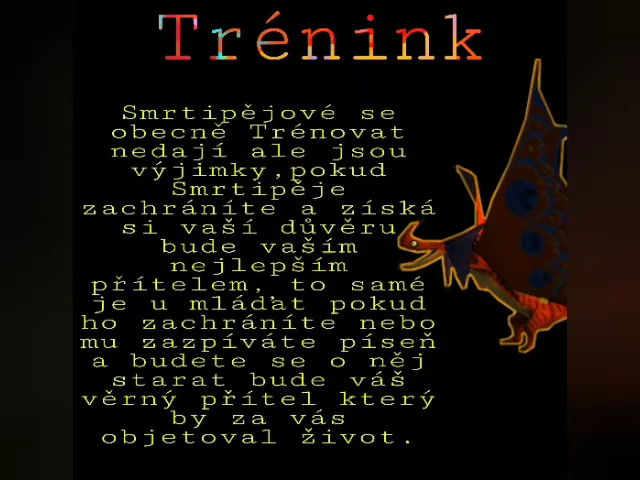 Trénink
Smrtipějové se
obecně Trénovat
nedají ale jsou
výjimky,pokud
Smrtipěje
zachráníte a získá
si vaší důvěru
bude vaším
nejlepším
přítelem, to samé
je u mláďat pokud
ho zachráníte nebo
mu zazpíváte píseň
a budete se o něj
starat bude váš
věrný přítel který
by za vás
objetoval život.